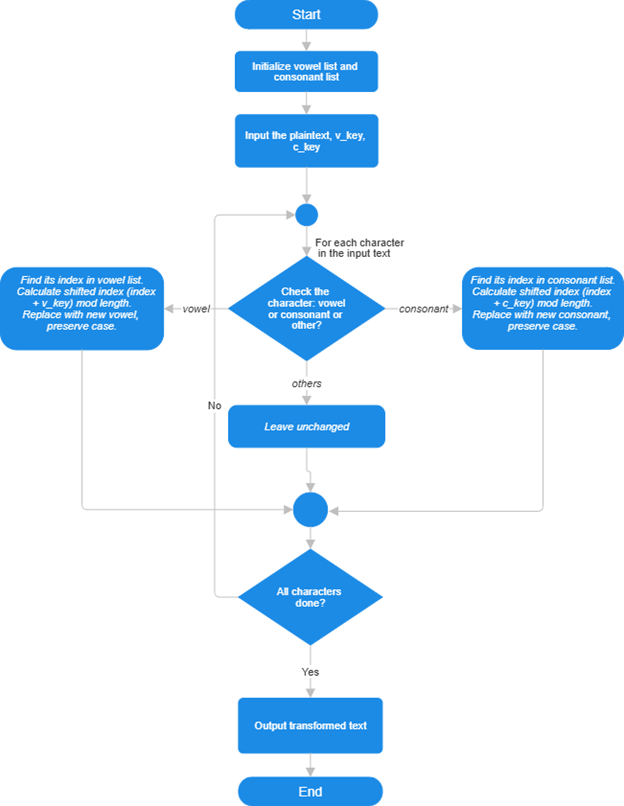 Start
Initialize vowel list and
consonant list
Input the plaintext, v_key,
c_key
For each character
in the input text
Check the
character: vowel
or consonant or
other?
vowel
Find its index in vowel list.
Calculate shifted index (index
+ v_key) mod length.
Replace with new vowel,
preserve case.
consonant
Find its index in consonant list.
Calculate shifted index (index
+ c_key) mod length.
Replace with new consonant,
preserve case.
others
Leave unchanged
No
All characters
done?
Yes
Output transformed text
End